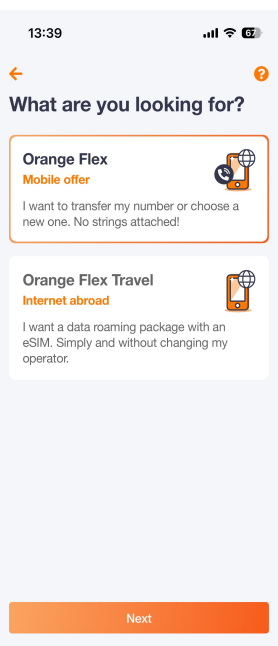 13:39
67
?
What are you looking for?
Orange Flex
Mobile offer
I want to transfer my number or choose a
new one. No strings attached!
Orange Flex Travel
Internet abroad
I want a data roaming package with an
eSIM. Simply and without changing my
operator.
Next